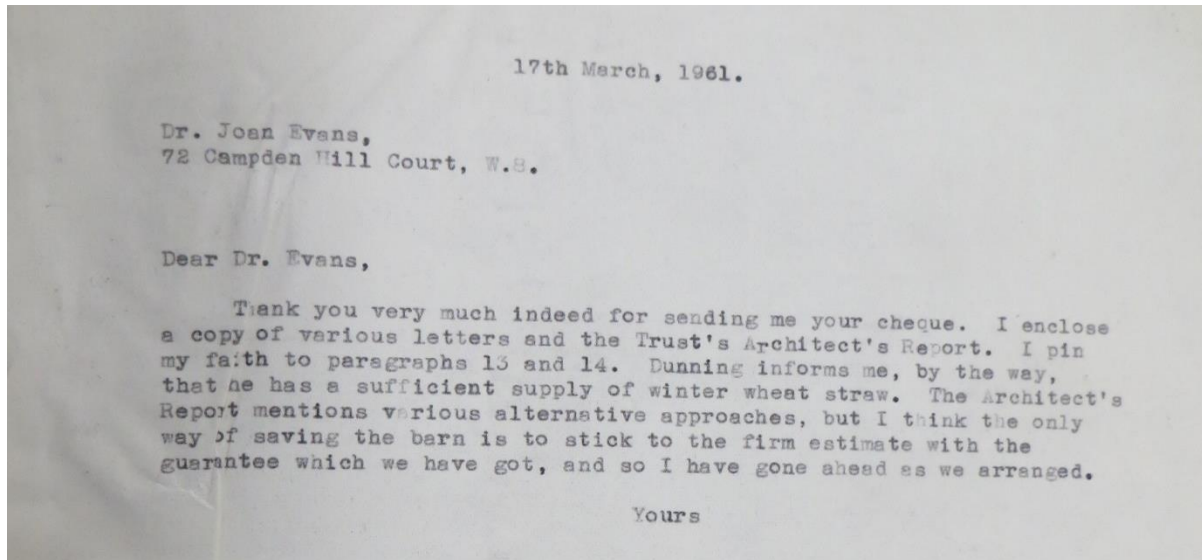 17th March, 1961.
Dr. Joan Evans,
72 Campden Hill Court, W.8.
Dear Dr. Evans,
Thank you very much indeed for sending me your cheque. I enclose
a copy of various letters and the Trust's Architect's Report. I pin
my faith to paragraphs 13 and 14. Dunning informs me, by the way,
that he has a sufficient supply of winter wheat straw. The Architect's
Report mentions various alternative approaches, but I think the only
way of saving the barn is to stick to the firm estimate with the
guarantee which we have got, and so I have gone ahead as we arranged.
Yours